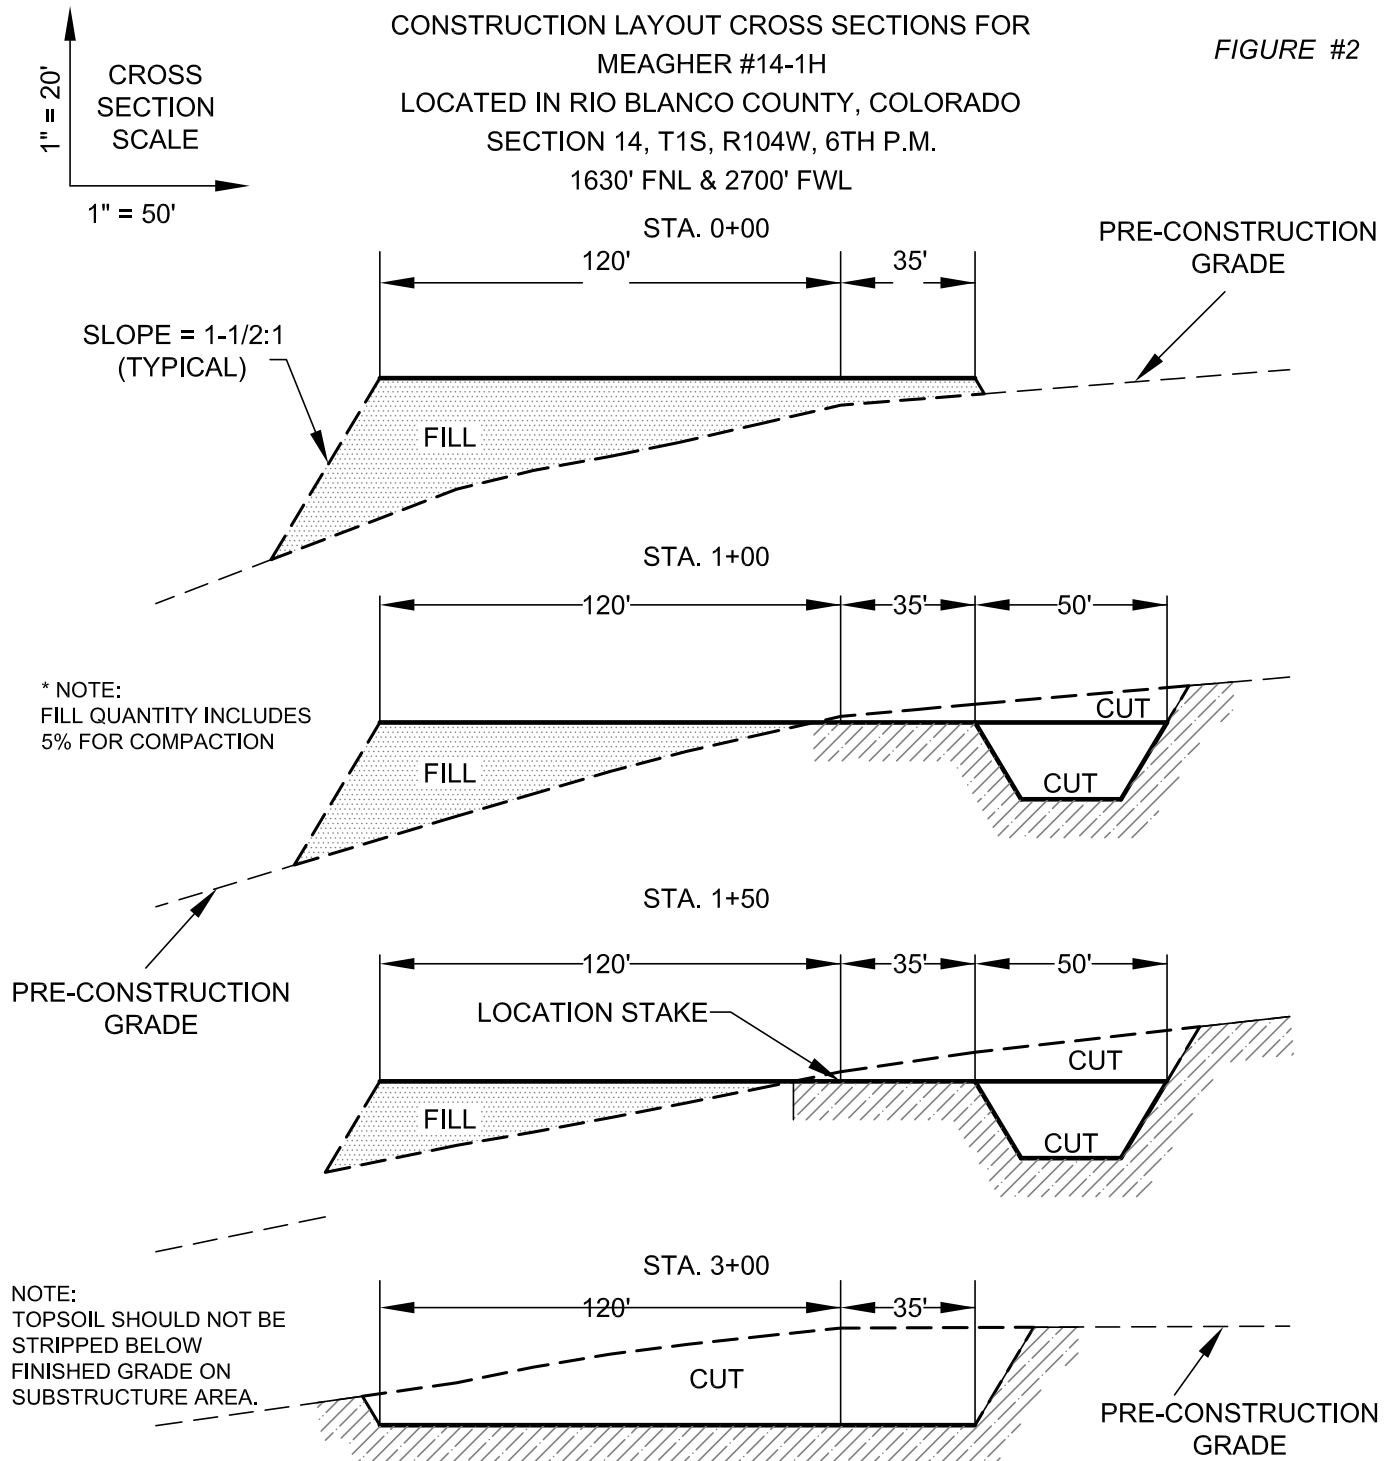 CONSTRUCTION LAYOUT CROSS SECTIONS FOR
MEAGHER #14-1H
LOCATED IN RIO BLANCO COUNTY, COLORADO
SECTION 14, T1S, R104W, 6TH P.M.
1630' FNL & 2700' FWL
FIGURE #2
1" = 20'
CROSS
SECTION
SCALE
1" = 50'
STA. 0+00
120'
35'
PRE-CONSTRUCTION
GRADE
SLOPE = 1-1/2:1
(TYPICAL)
FILL
STA. 1+00
120'
35'
50'
* NOTE:
FILL QUANTITY INCLUDES
5% FOR COMPACTION
FILL
CUT
CUT
PRE-CONSTRUCTION
GRADE
STA. 1+50
120'
35'
50'
LOCATION STAKE
CUT
FILL
CUT
STA. 3+00
120'
35'
NOTE:
TOPSOIL SHOULD NOT BE
STRIPPED BELOW
FINISHED GRADE ON
SUBSTRUCTURE AREA.
CUT
PRE-CONSTRUCTION
GRADE